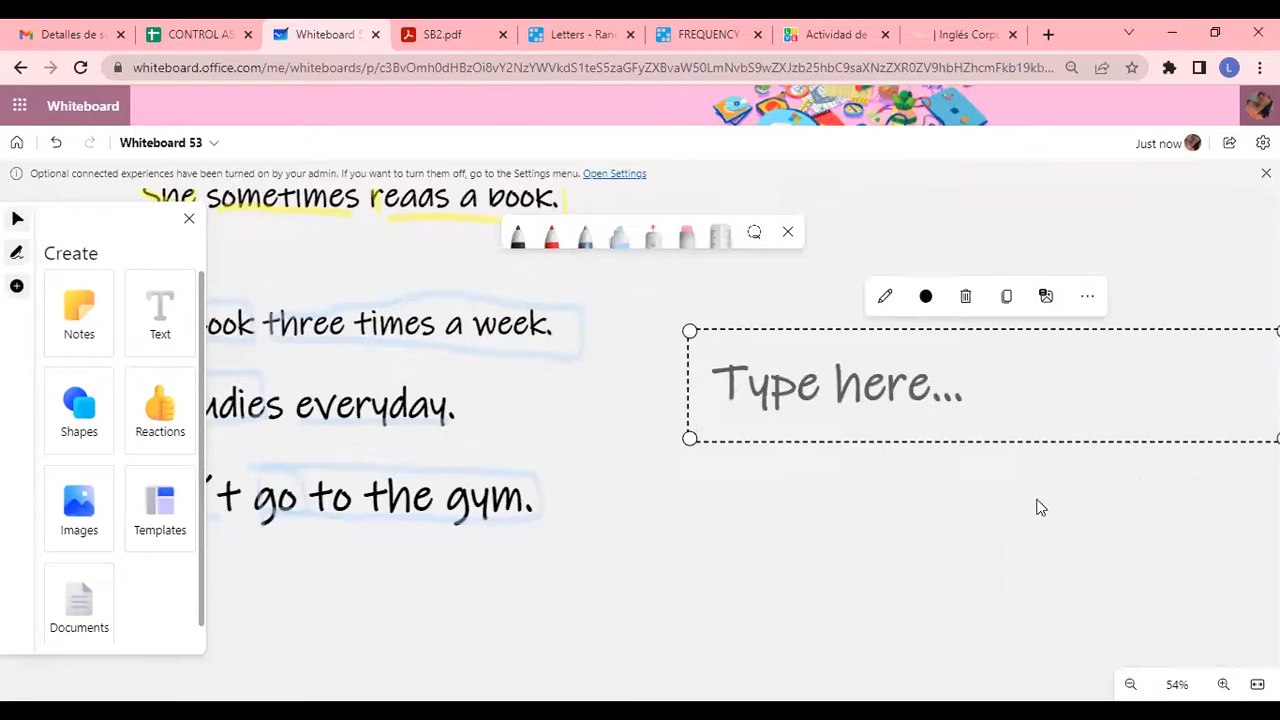 Detalles de su
CONTROL AS
Whiteboard 5
SB2.pdf
Letters - Ran
FREQUENCY
Actividad de
| Inglés Corpu
whiteboard.office.com/me/whiteboards/p/
Whiteboard
Whiteboard 53
Just now
Optional connected experiences have been turned on by your admin. If you want to turn them off, go to the Settings menu. Open Settings
She sometimes reads a book.
Create
Notes
Text
ook three times a week.
Type here...
Shapes
Reactions
udies everyday.
't go to the gym.
Images
Templates
Documents
54%